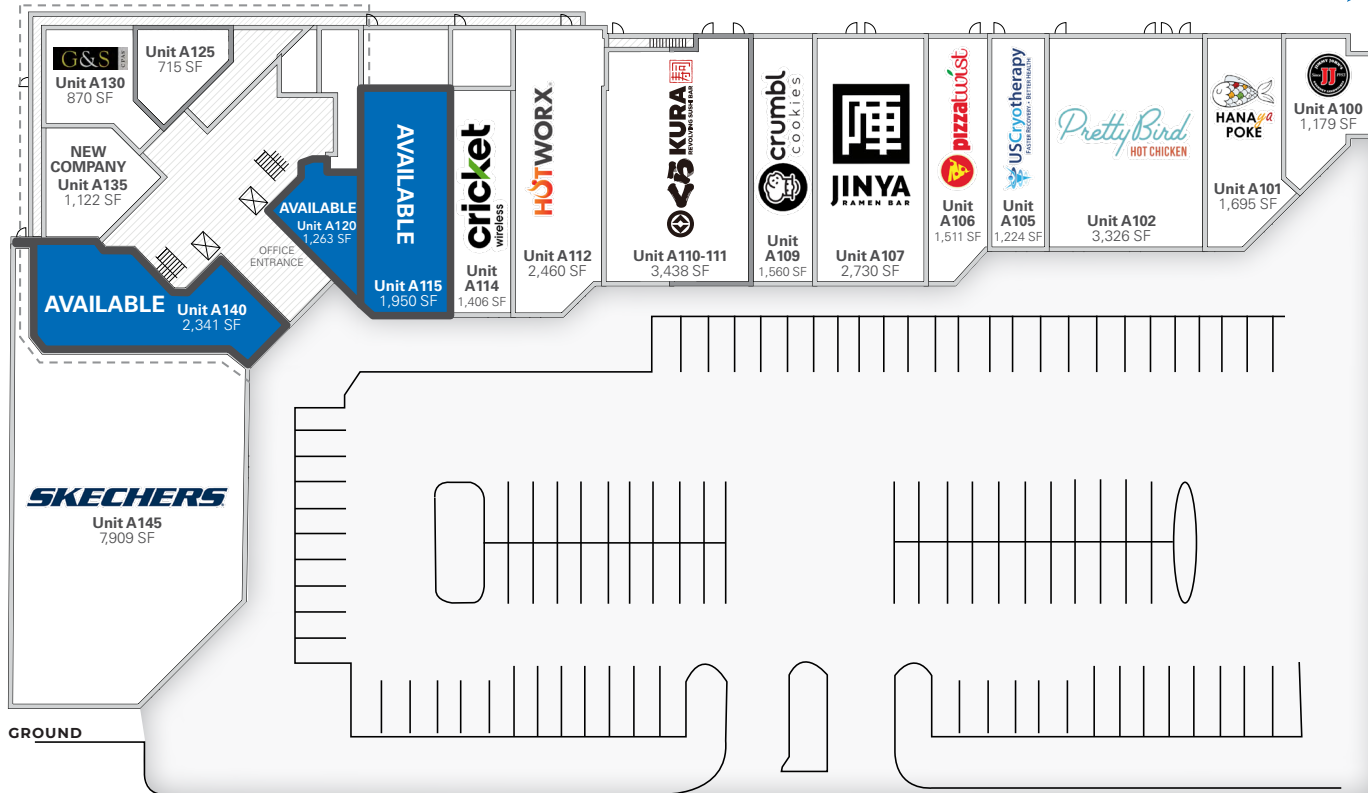 G&S
CPAS
Unit A130
870 SF
Unit A125
715 SF
NEW
COMPANY
Unit A135
1,122 SF
AVAILABLE
Unit A120
1,263 SF
OFFICE
ENTRANCE
AVAILABLE
Unit A140
2,341 SF
AVAILABLE
Unit A115
1,950 SF
cricket
wireless
Unit
A114
1,406 SF
HOTWORX
Unit A112
2,460 SF
くら KURA
REVOLVING SUSHI BAR
Unit A110-111
3,438 SF
crumbl
cookies
Unit
A109
1,560 SF
JINYA
RAMEN BAR
Unit A107
2,730 SF
pizzatwist
Unit
A106
1,511 SF
USCryotherapy
FASTER RECOVERY • BETTER HEALTH
Unit
A105
1,224 SF
PrettyBird
HOT CHICKEN
Unit A102
3,326 SF
HANAya
POKÉ
Unit A101
1,695 SF
JJ
Unit A100
1,179 SF
SKECHERS
Unit A145
7,909 SF
GROUND